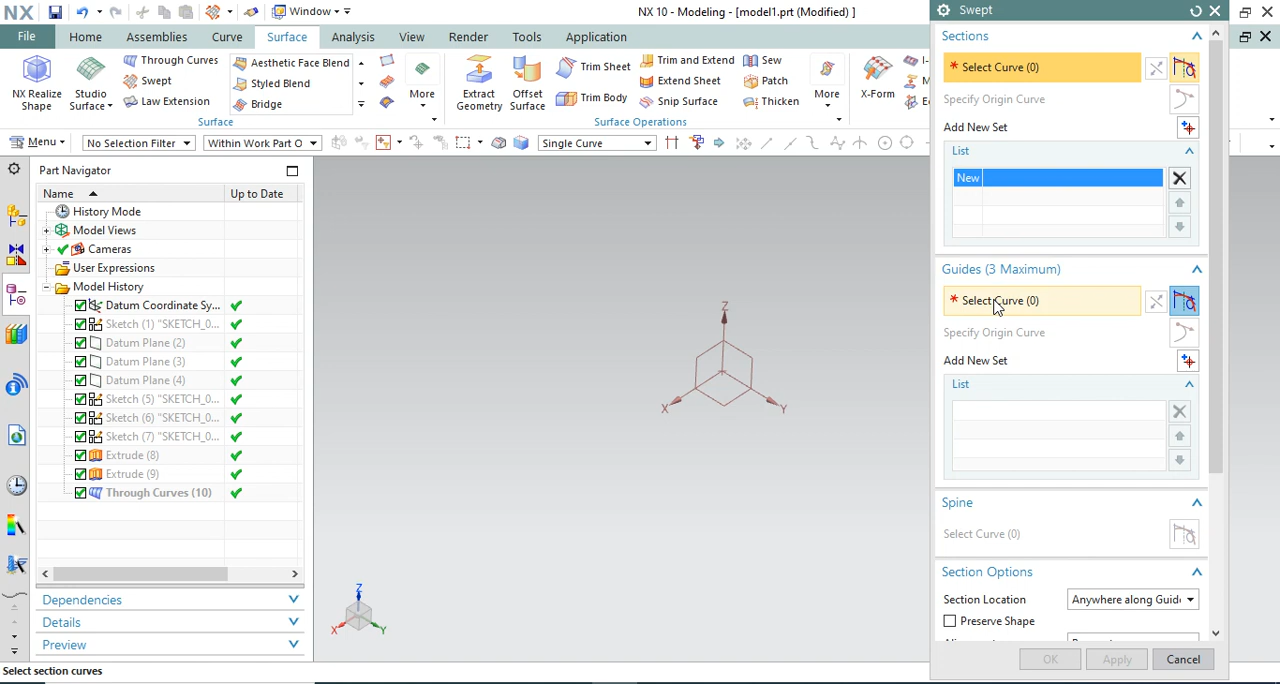 NX Window NX 10 - Modeling - [model1.prt (Modified) ] Swept
File Home Assemblies Curve Surface Analysis View Render Tools Application
Sections
Through Curves
Swept
Law Extension
Aesthetic Face Blend
Styled Blend
Bridge
Trim Sheet
Trim Body
Trim and Extend
Extend Sheet
Snip Surface
Sew
Patch
Thicken
NX Realize Shape
Studio Surface
More
Extract Geometry
Offset Surface
More
X-Form
Surface
Surface Operations
* Select Curve (0)
Specify Origin Curve
Add New Set
Menu No Selection Filter Within Work Part O Single Curve
List
New
Part Navigator
Name Up to Date
History Mode
Model Views
Cameras
User Expressions
Model History
Datum Coordinate Sy...
Sketch (1) "SKETCH_0...
Datum Plane (2)
Datum Plane (3)
Datum Plane (4)
Sketch (5) "SKETCH_0...
Sketch (6) "SKETCH_0...
Sketch (7) "SKETCH_0...
Extrude (8)
Extrude (9)
Through Curves (10)
Dependencies
Details
Preview
Select section curves
Z
X
Y
Z
X
Y
Guides (3 Maximum)
* Select Curve (0)
Specify Origin Curve
Add New Set
List
Spine
Select Curve (0)
Section Options
Section Location Anywhere along Guid
Preserve Shape
OK Apply Cancel